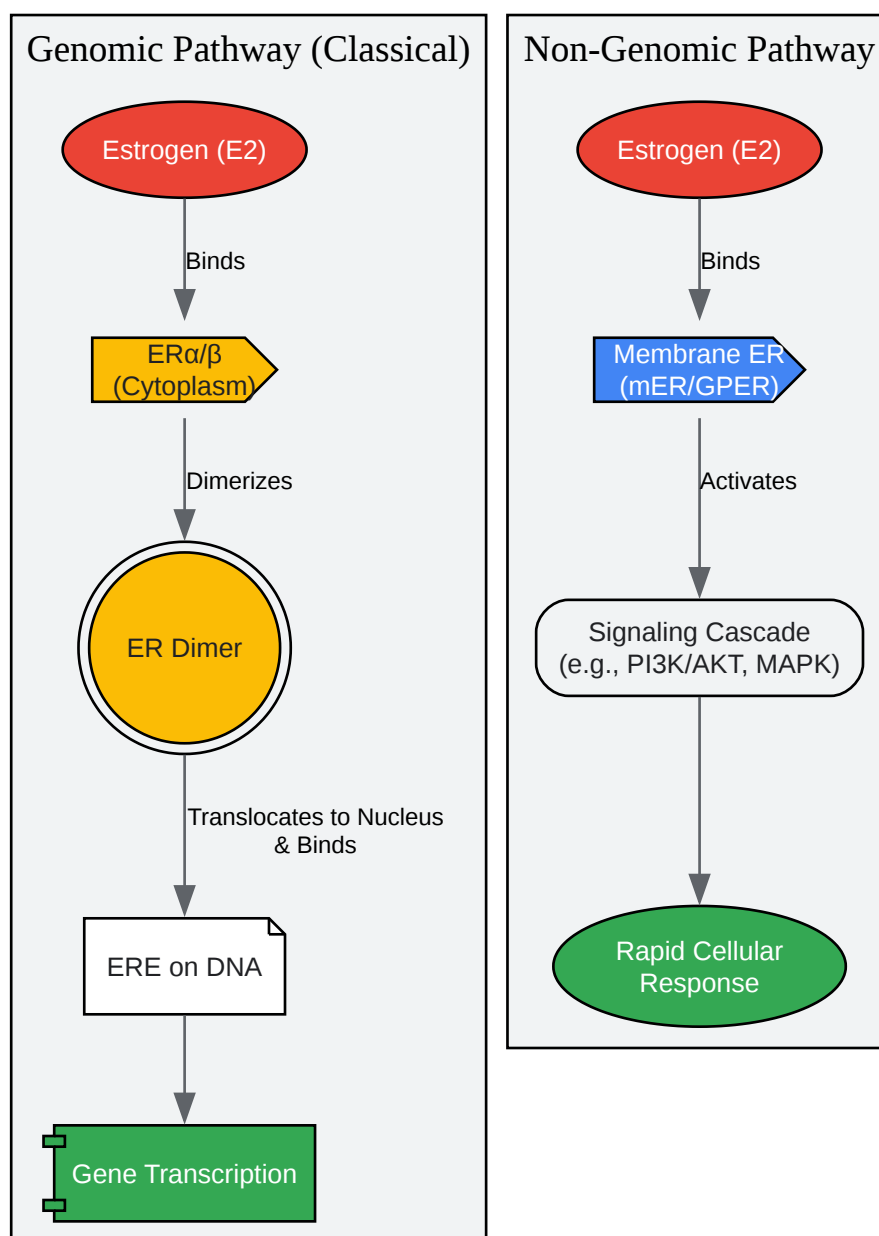 Genomic Pathway (Classical)
Estrogen (E2)
Binds
ERα/β
(Cytoplasm)
Dimerizes
ER Dimer
Translocates to Nucleus
& Binds
ERE on DNA
Gene Transcription
Non-Genomic Pathway
Estrogen (E2)
Binds
Membrane ER
(mER/GPER)
Activates
Signaling Cascade
(e.g., PI3K/AKT, MAPK)
Rapid Cellular
Response